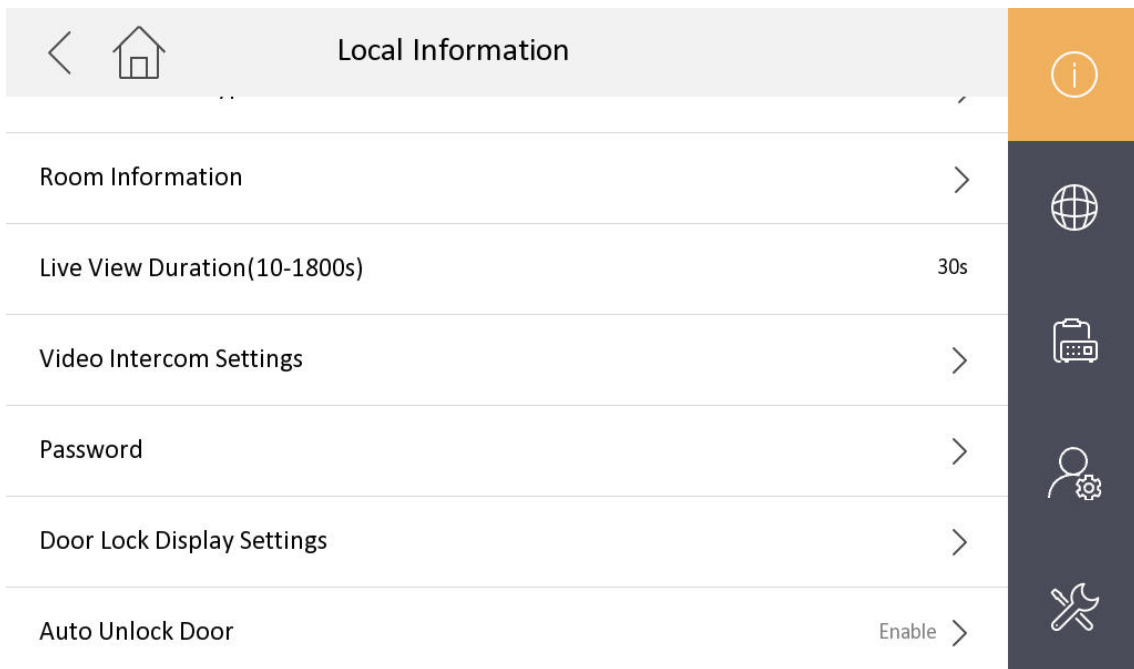 Local Information
Room Information
Live View Duration(10-1800s)
30s
Video Intercom Settings
Password
Door Lock Display Settings
Auto Unlock Door
Enable